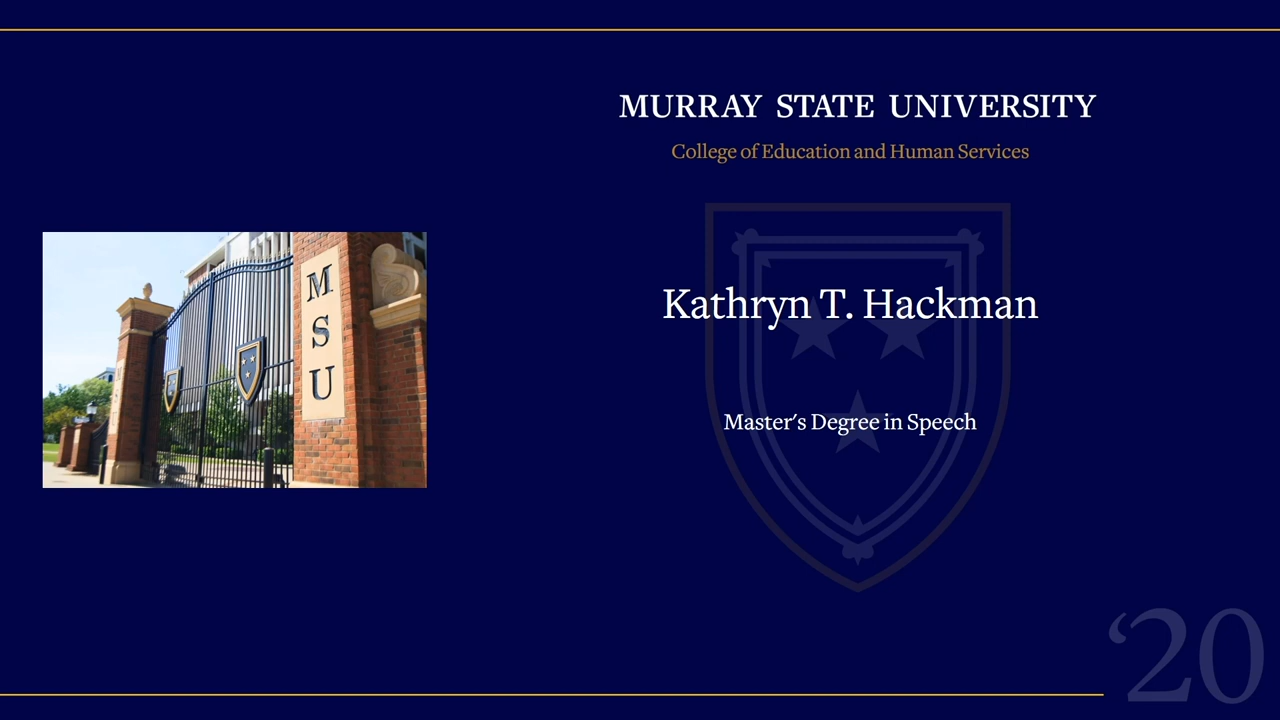 MURRAY STATE UNIVERSITY
College of Education and Human Services
M
S
U
Kathryn T. Hackman
Master's Degree in Speech
‘20